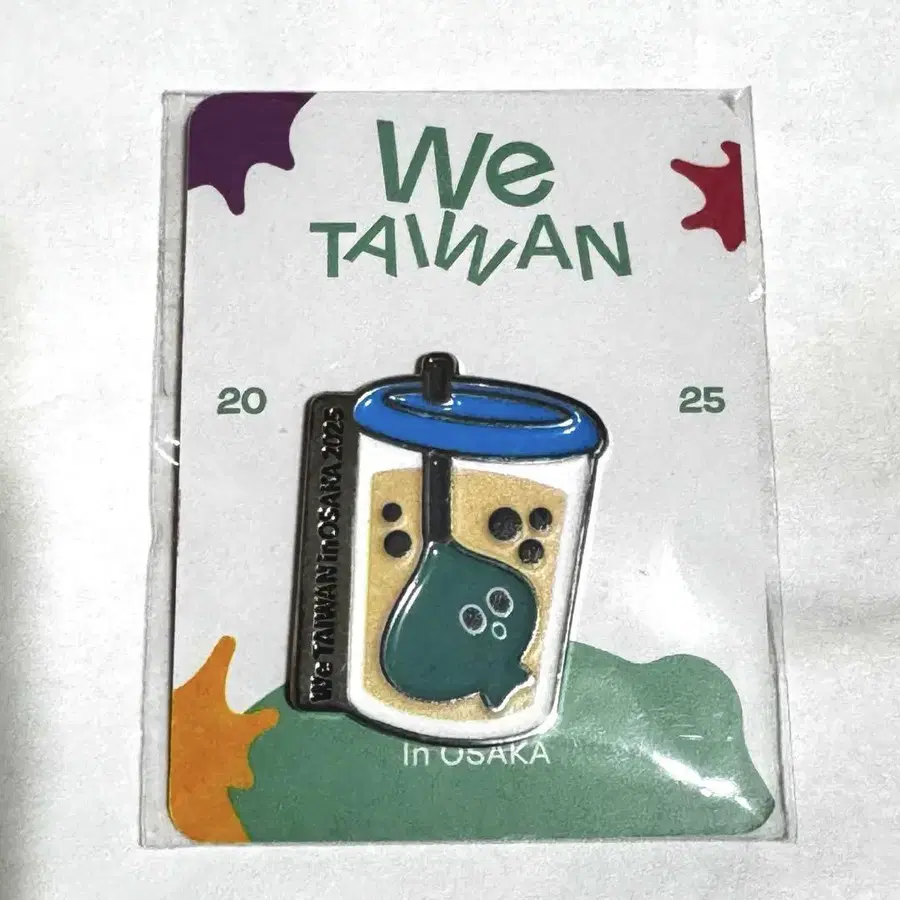 We
TAIWAN
20
25
We TAIWAN in OSAKA 2025
In OSAKA